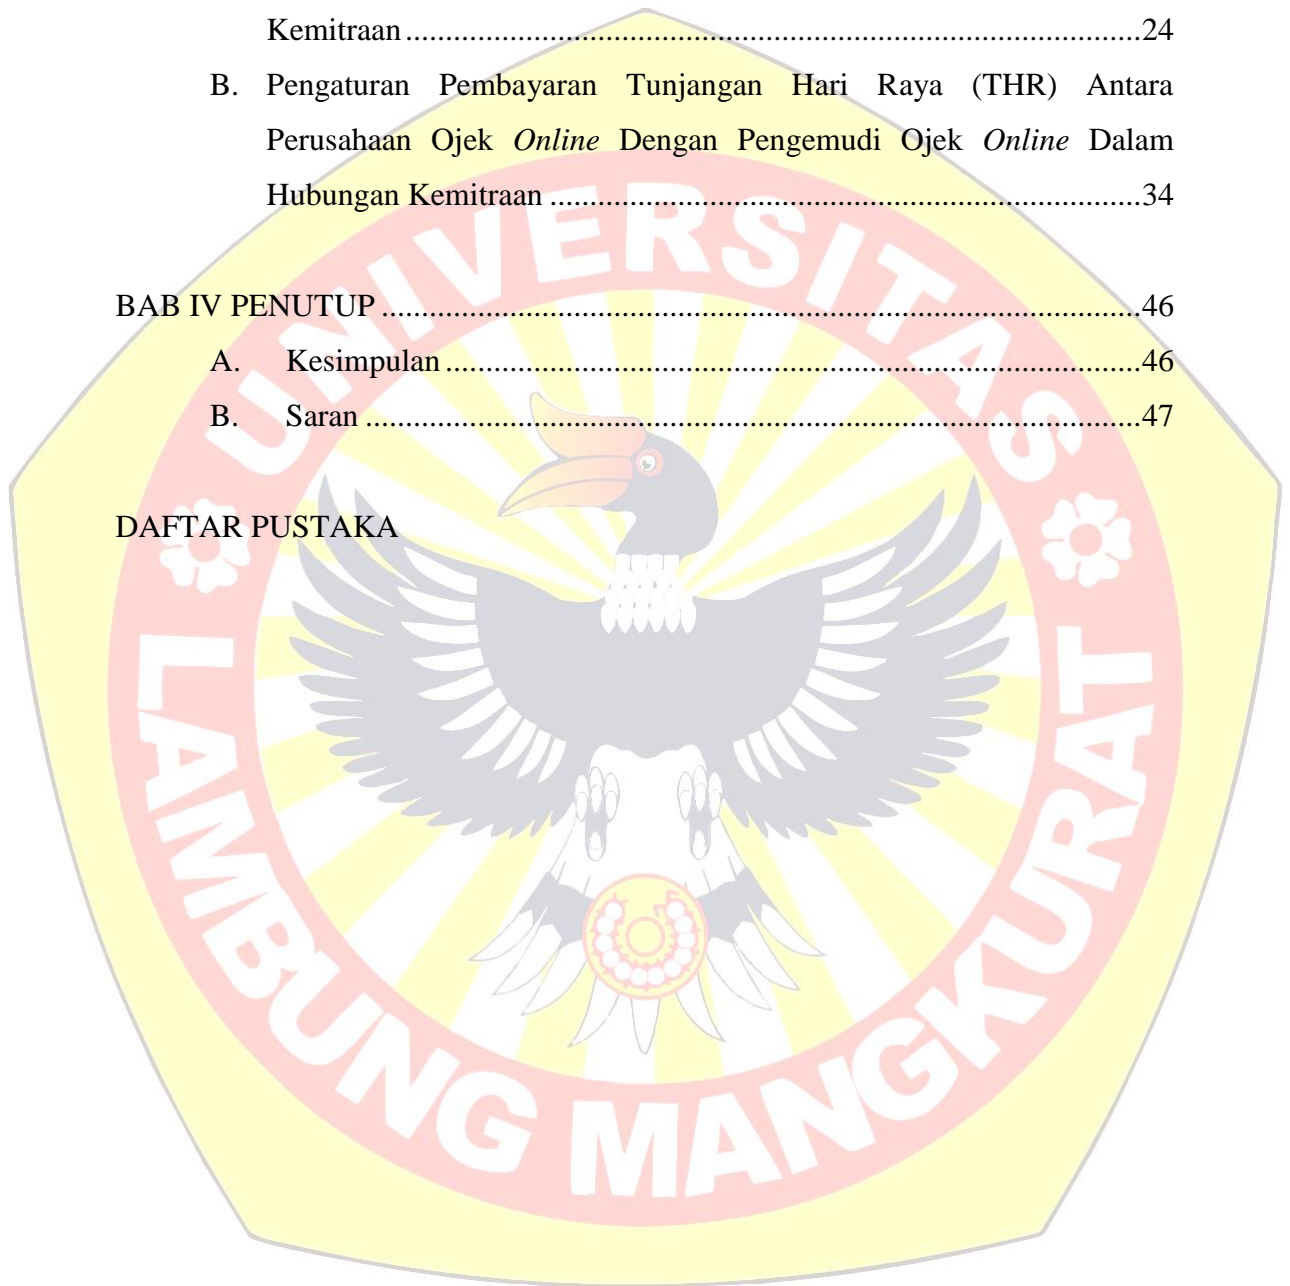 Kemitraan ............................................................................................24
B. Pengaturan Pembayaran Tunjangan Hari Raya (THR) Antara
Perusahaan Ojek Online Dengan Pengemudi Ojek Online Dalam
Hubungan Kemitraan ..........................................................................34
BAB IV PENUTUP ...............................................................................................46
A. Kesimpulan .......................................................................................46
B. Saran .................................................................................................47
DAFTAR PUSTAKA
UNIVERSITAS
LAMBUNG MANGKURAT